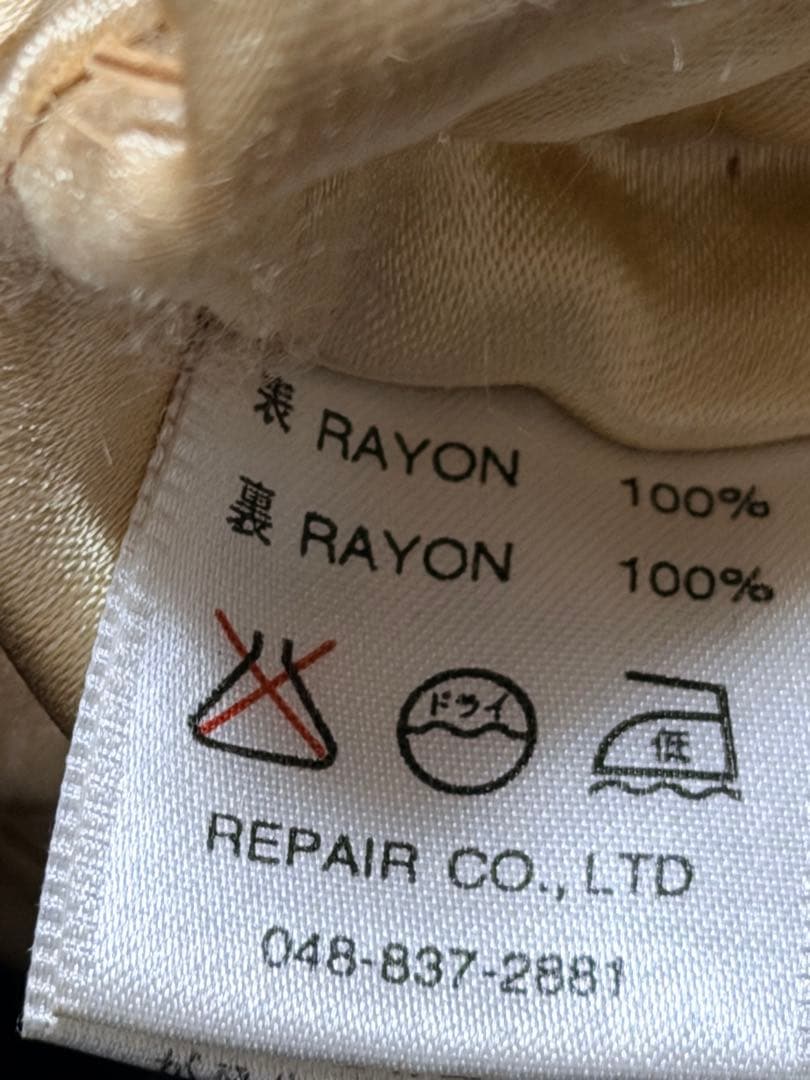 表 RAYON 100%
裏 RAYON 100%
ドライ
低
REPAIR CO., LTD
048-837-2881